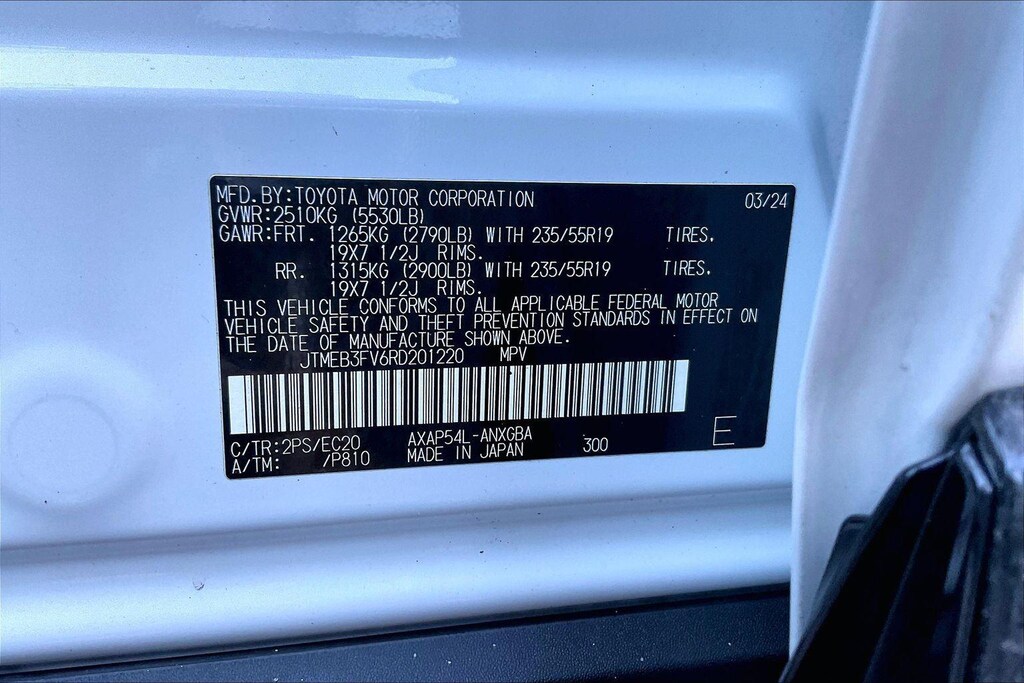 MFD.BY:TOYOTA MOTOR CORPORATION 03/24
GVWR:2510KG (5530LB)
GAWR:FRT. 1265KG (2790LB) WITH 235/55R19 TIRES.
19X7 1/2J RIMS.
RR. 1315KG (2900LB) WITH 235/55R19 TIRES.
19X7 1/2J RIMS.
THIS VEHICLE CONFORMS TO ALL APPLICABLE FEDERAL MOTOR
VEHICLE SAFETY AND THEFT PREVENTION STANDARDS IN EFFECT ON
THE DATE OF MANUFACTURE SHOWN ABOVE.
JTMEB3FV6RD201220 MPV
C/TR:2PS/EC20 AXAP54L-ANXGBA 300 E
A/TM: /P810 MADE IN JAPAN